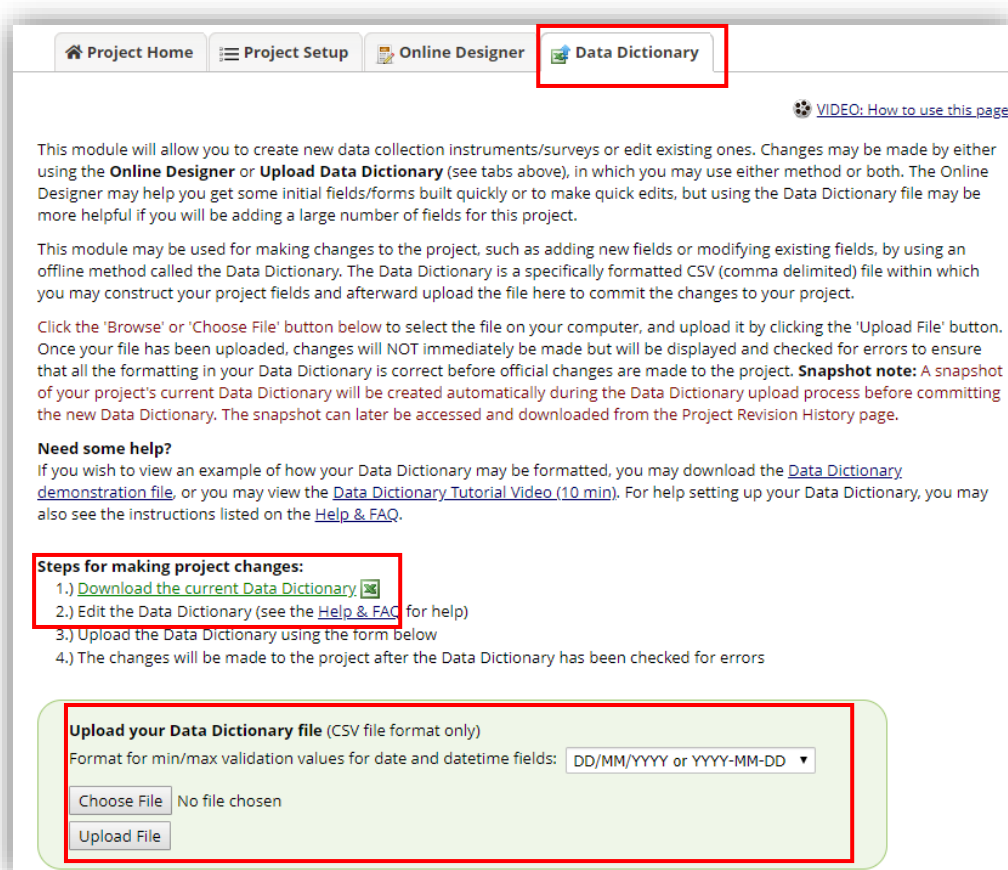 Project Home Project Setup Online Designer Data Dictionary
VIDEO: How to use this page
This module will allow you to create new data collection instruments/surveys or edit existing ones. Changes may be made by either
using the Online Designer or Upload Data Dictionary (see tabs above), in which you may use either method or both. The Online
Designer may help you get some initial fields/forms built quickly or to make quick edits, but using the Data Dictionary file may be
more helpful if you will be adding a large number of fields for this project.
This module may be used for making changes to the project, such as adding new fields or modifying existing fields, by using an
offline method called the Data Dictionary. The Data Dictionary is a specifically formatted CSV (comma delimited) file within which
you may construct your project fields and afterward upload the file here to commit the changes to your project.
Click the 'Browse' or 'Choose File' button below to select the file on your computer, and upload it by clicking the 'Upload File' button.
Once your file has been uploaded, changes will NOT immediately be made but will be displayed and checked for errors to ensure
that all the formatting in your Data Dictionary is correct before official changes are made to the project. Snapshot note: A snapshot
of your project's current Data Dictionary will be created automatically during the Data Dictionary upload process before committing
the new Data Dictionary. The snapshot can later be accessed and downloaded from the Project Revision History page.
Need some help?
If you wish to view an example of how your Data Dictionary may be formatted, you may download the Data Dictionary
demonstration file, or you may view the Data Dictionary Tutorial Video (10 min). For help setting up your Data Dictionary, you may
also see the instructions listed on the Help & FAQ.
Steps for making project changes:
1.) Download the current Data Dictionary
2.) Edit the Data Dictionary (see the Help & FAQ for help)
3.) Upload the Data Dictionary using the form below
4.) The changes will be made to the project after the Data Dictionary has been checked for errors
Upload your Data Dictionary file (CSV file format only)
Format for min/max validation values for date and datetime fields: DD/MM/YYYY or YYYY-MM-DD
Choose File No file chosen
Upload File